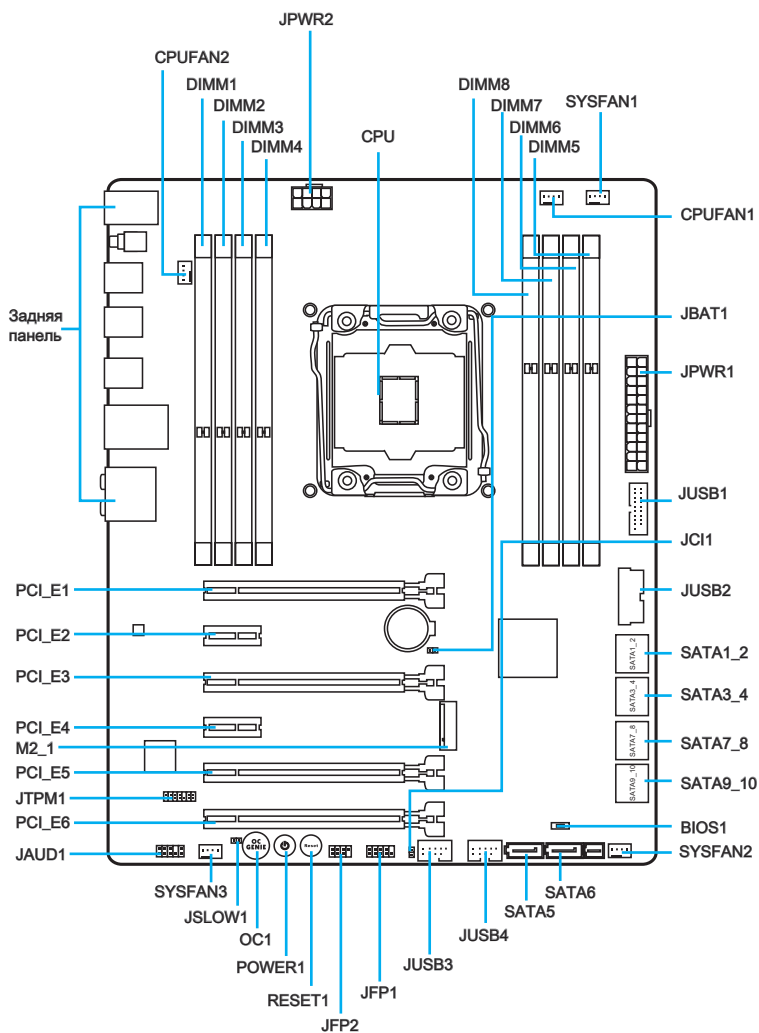 JPWR2
CPUFAN2
DIMM1
DIMM2
DIMM3
DIMM4
CPU
DIMM8
DIMM7
DIMM6
DIMM5
SYSFAN1
CPUFAN1
Задняя
панель
JBAT1
JPWR1
JUSB1
JCI1
JUSB2
PCI_E1
PCI_E2
PCI_E3
PCI_E4
M2_1
PCI_E5
JTPM1
PCI_E6
JAUD1
SATA1_2
SATA1_2
SATA3_4
SATA3_4
SATA7_8
SATA7_8
SATA9_10
SATA9_10
BIOS1
SYSFAN2
OC
GENIE
Reset
SYSFAN3
JSLOW1
OC1
POWER1
RESET1
JFP2
JFP1
JUSB3
JUSB4
SATA5
SATA6